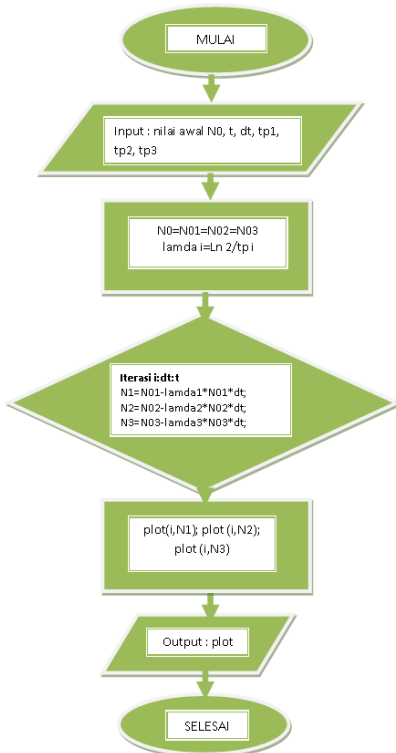 MULAI
Input : nilai awal N0, t, dt, tp1,
tp2, tp3
N0=N01=N02=N03
lamda i=Ln 2/tp i
Iterasi i:dt:t
N1=N01-lamda1*N01*dt;
N2=N02-lamda2*N02*dt;
N3=N03-lamda3*N03*dt;
plot(i,N1); plot (i,N2);
plot (i,N3)
Output : plot
SELESAI